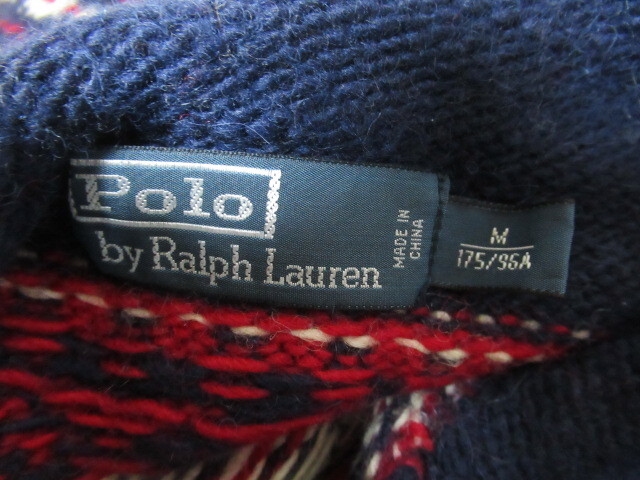 Polo
by Ralph Lauren
MADE IN
CHINA
M
175/96A